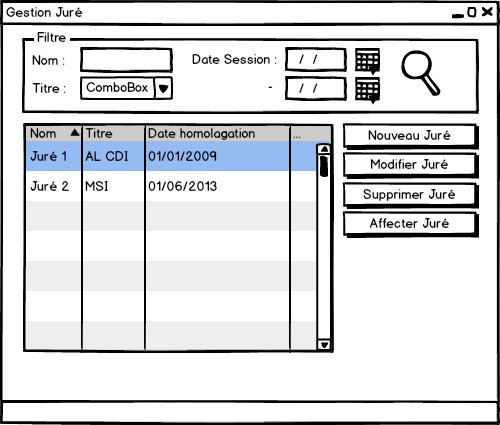 Gestion Juré
Filtre
Nom : Date Session : / /
Titre : ComboBox - / /
Nom Titre Date homolagation ...
Juré 1 AL CDI 01/01/2009
Juré 2 MSI 01/06/2013
Nouveau Juré
Modifier Juré
Supprimer Juré
Affecter Juré